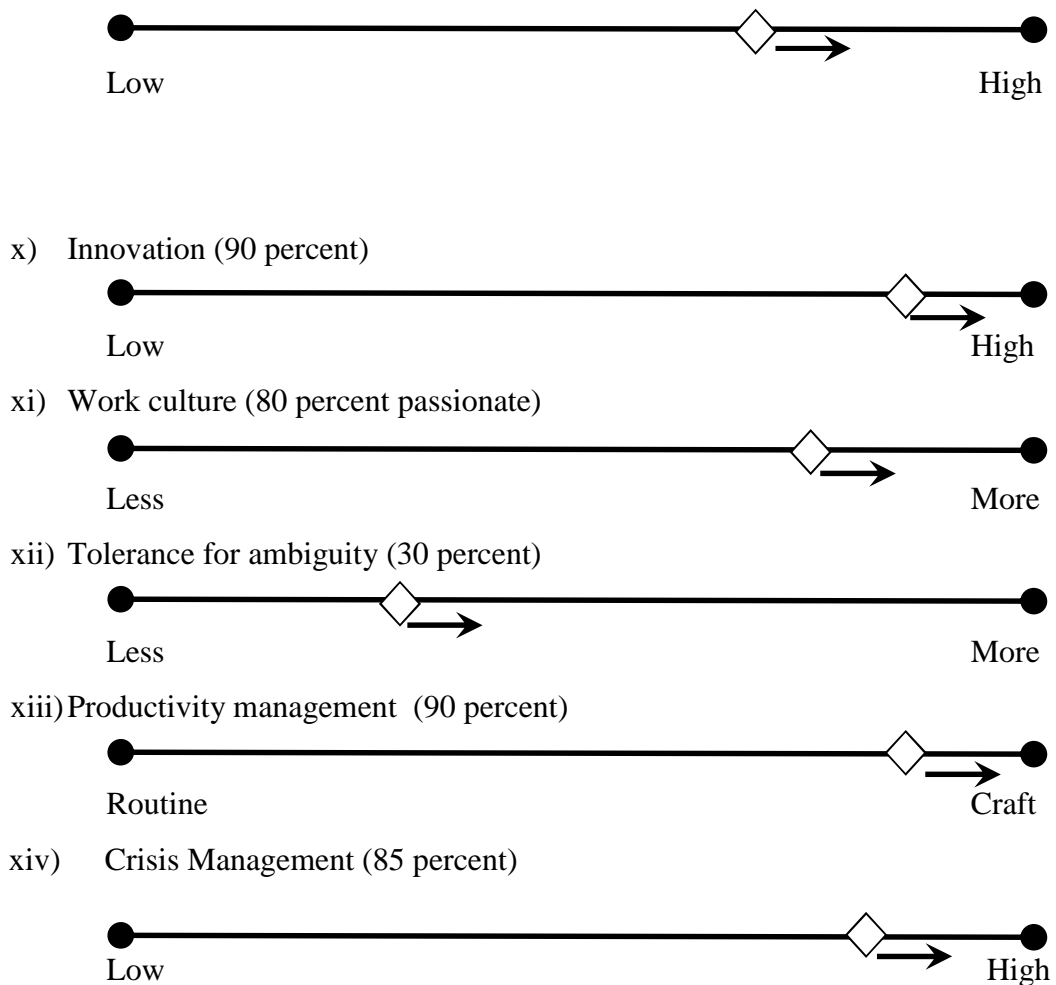 Low High
x) Innovation (90 percent)
Low High
xi) Work culture (80 percent passionate)
Less More
xii) Tolerance for ambiguity (30 percent)
Less More
xiii) Productivity management (90 percent)
Routine Craft
xiv) Crisis Management (85 percent)
Low High